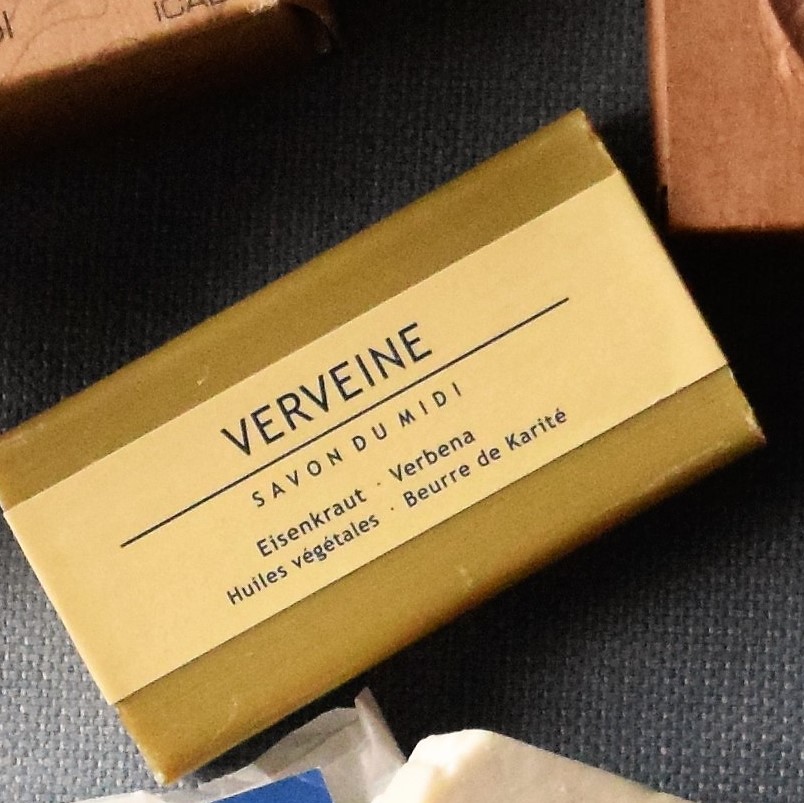 VERVEINE
SAVON DU MIDI
Eisenkraut · Verbena
Huiles végétales · Beurre de Karité